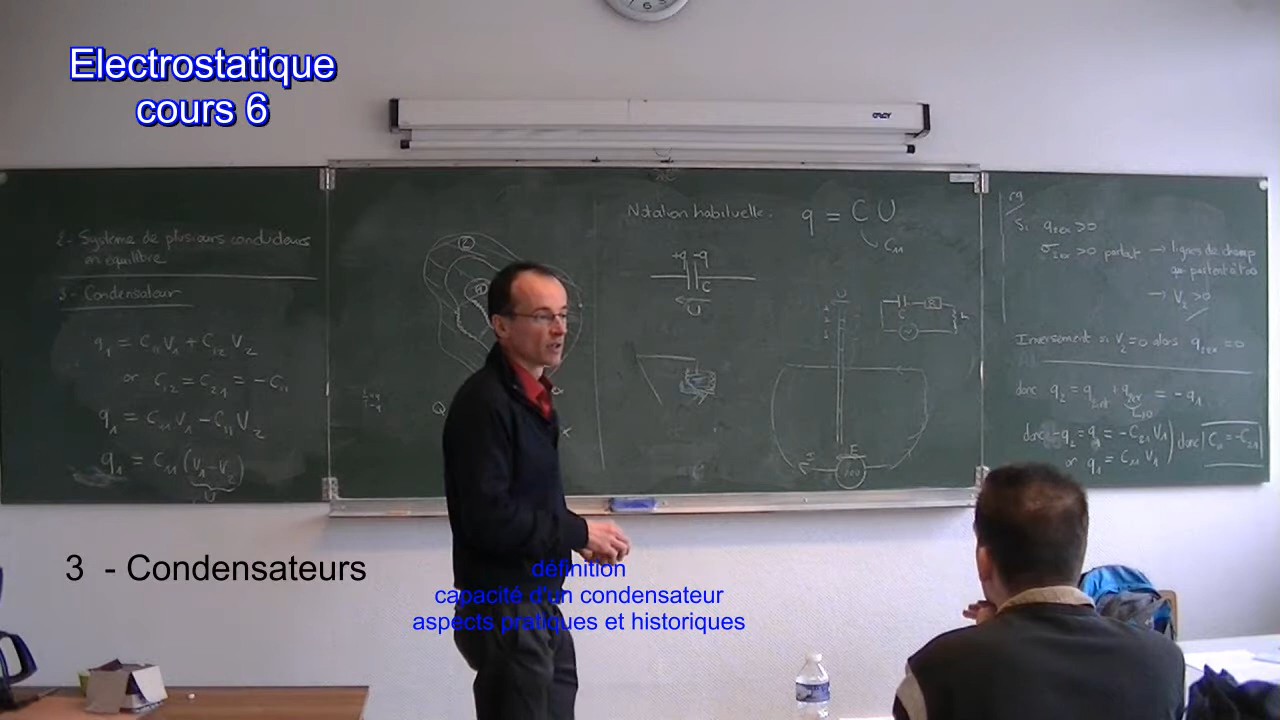 Electrostatique
cours 6
2 - Système de plusieurs conducteurs
en équilibre
3 - Condensateur
q₁ = C₁₁ V₁ + C₁₂ V₂
or C₁₂ = C₂₁ = - C₁₁
q₁ = C₁₁ V₁ - C₁₁ V₂
q₁ = C₁₁ (V₁ - V₂)
U
2
1
Q
Notation habituelle : q = C U
C₁₁
+q -q
C
U
U
C
R
L
E
rq
Si q₂ₑₓₜ > 0
σ₂ₑₓₜ > 0 partout → lignes de champ
qui partent à l'∞
→ V₂ > 0
Inversement si V₂ = 0 alors q₂ₑₓₜ = 0
donc q₂ = q₂ᵢₙₜ + q₂ₑₓₜ = - q₁
donc - q₂ = q₁ = - C₂₁ V₁
or q₁ = C₁₁ V₁
donc C₁₁ = - C₂₁
3 - Condensateurs
définition
capacité d'un condensateur
aspects pratiques et historiques